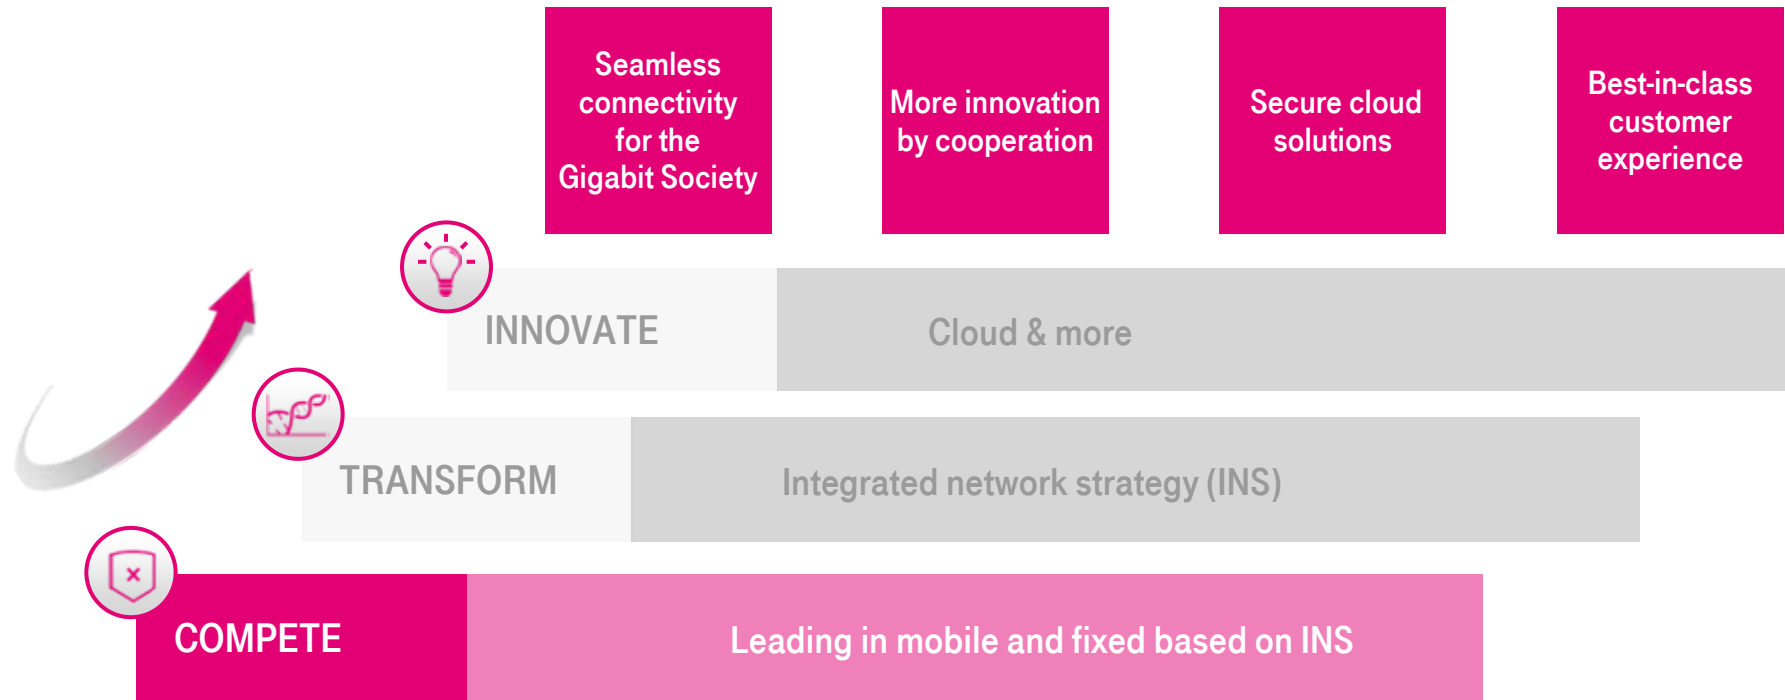 Seamless
connectivity
for the
Gigabit Society
More innovation
by cooperation
Secure cloud
solutions
Best-in-class
customer
experience
INNOVATE
Cloud & more
TRANSFORM
Integrated network strategy (INS)
COMPETE
Leading in mobile and fixed based on INS